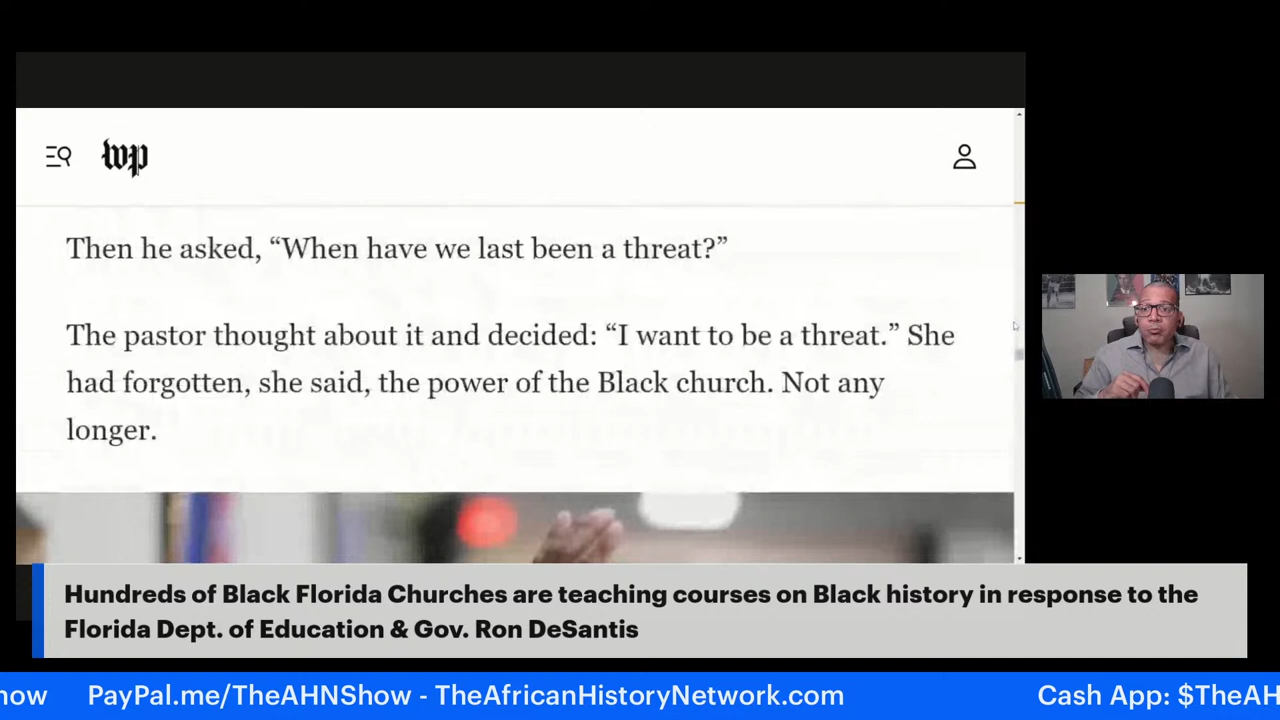 wp
Then he asked, “When have we last been a threat?”
The pastor thought about it and decided: “I want to be a threat.” She
had forgotten, she said, the power of the Black church. Not any
longer.
Hundreds of Black Florida Churches are teaching courses on Black history in response to the
Florida Dept. of Education & Gov. Ron DeSantis
how PayPal.me/TheAHNShow - TheAfricanHistoryNetwork.com Cash App: $TheAH